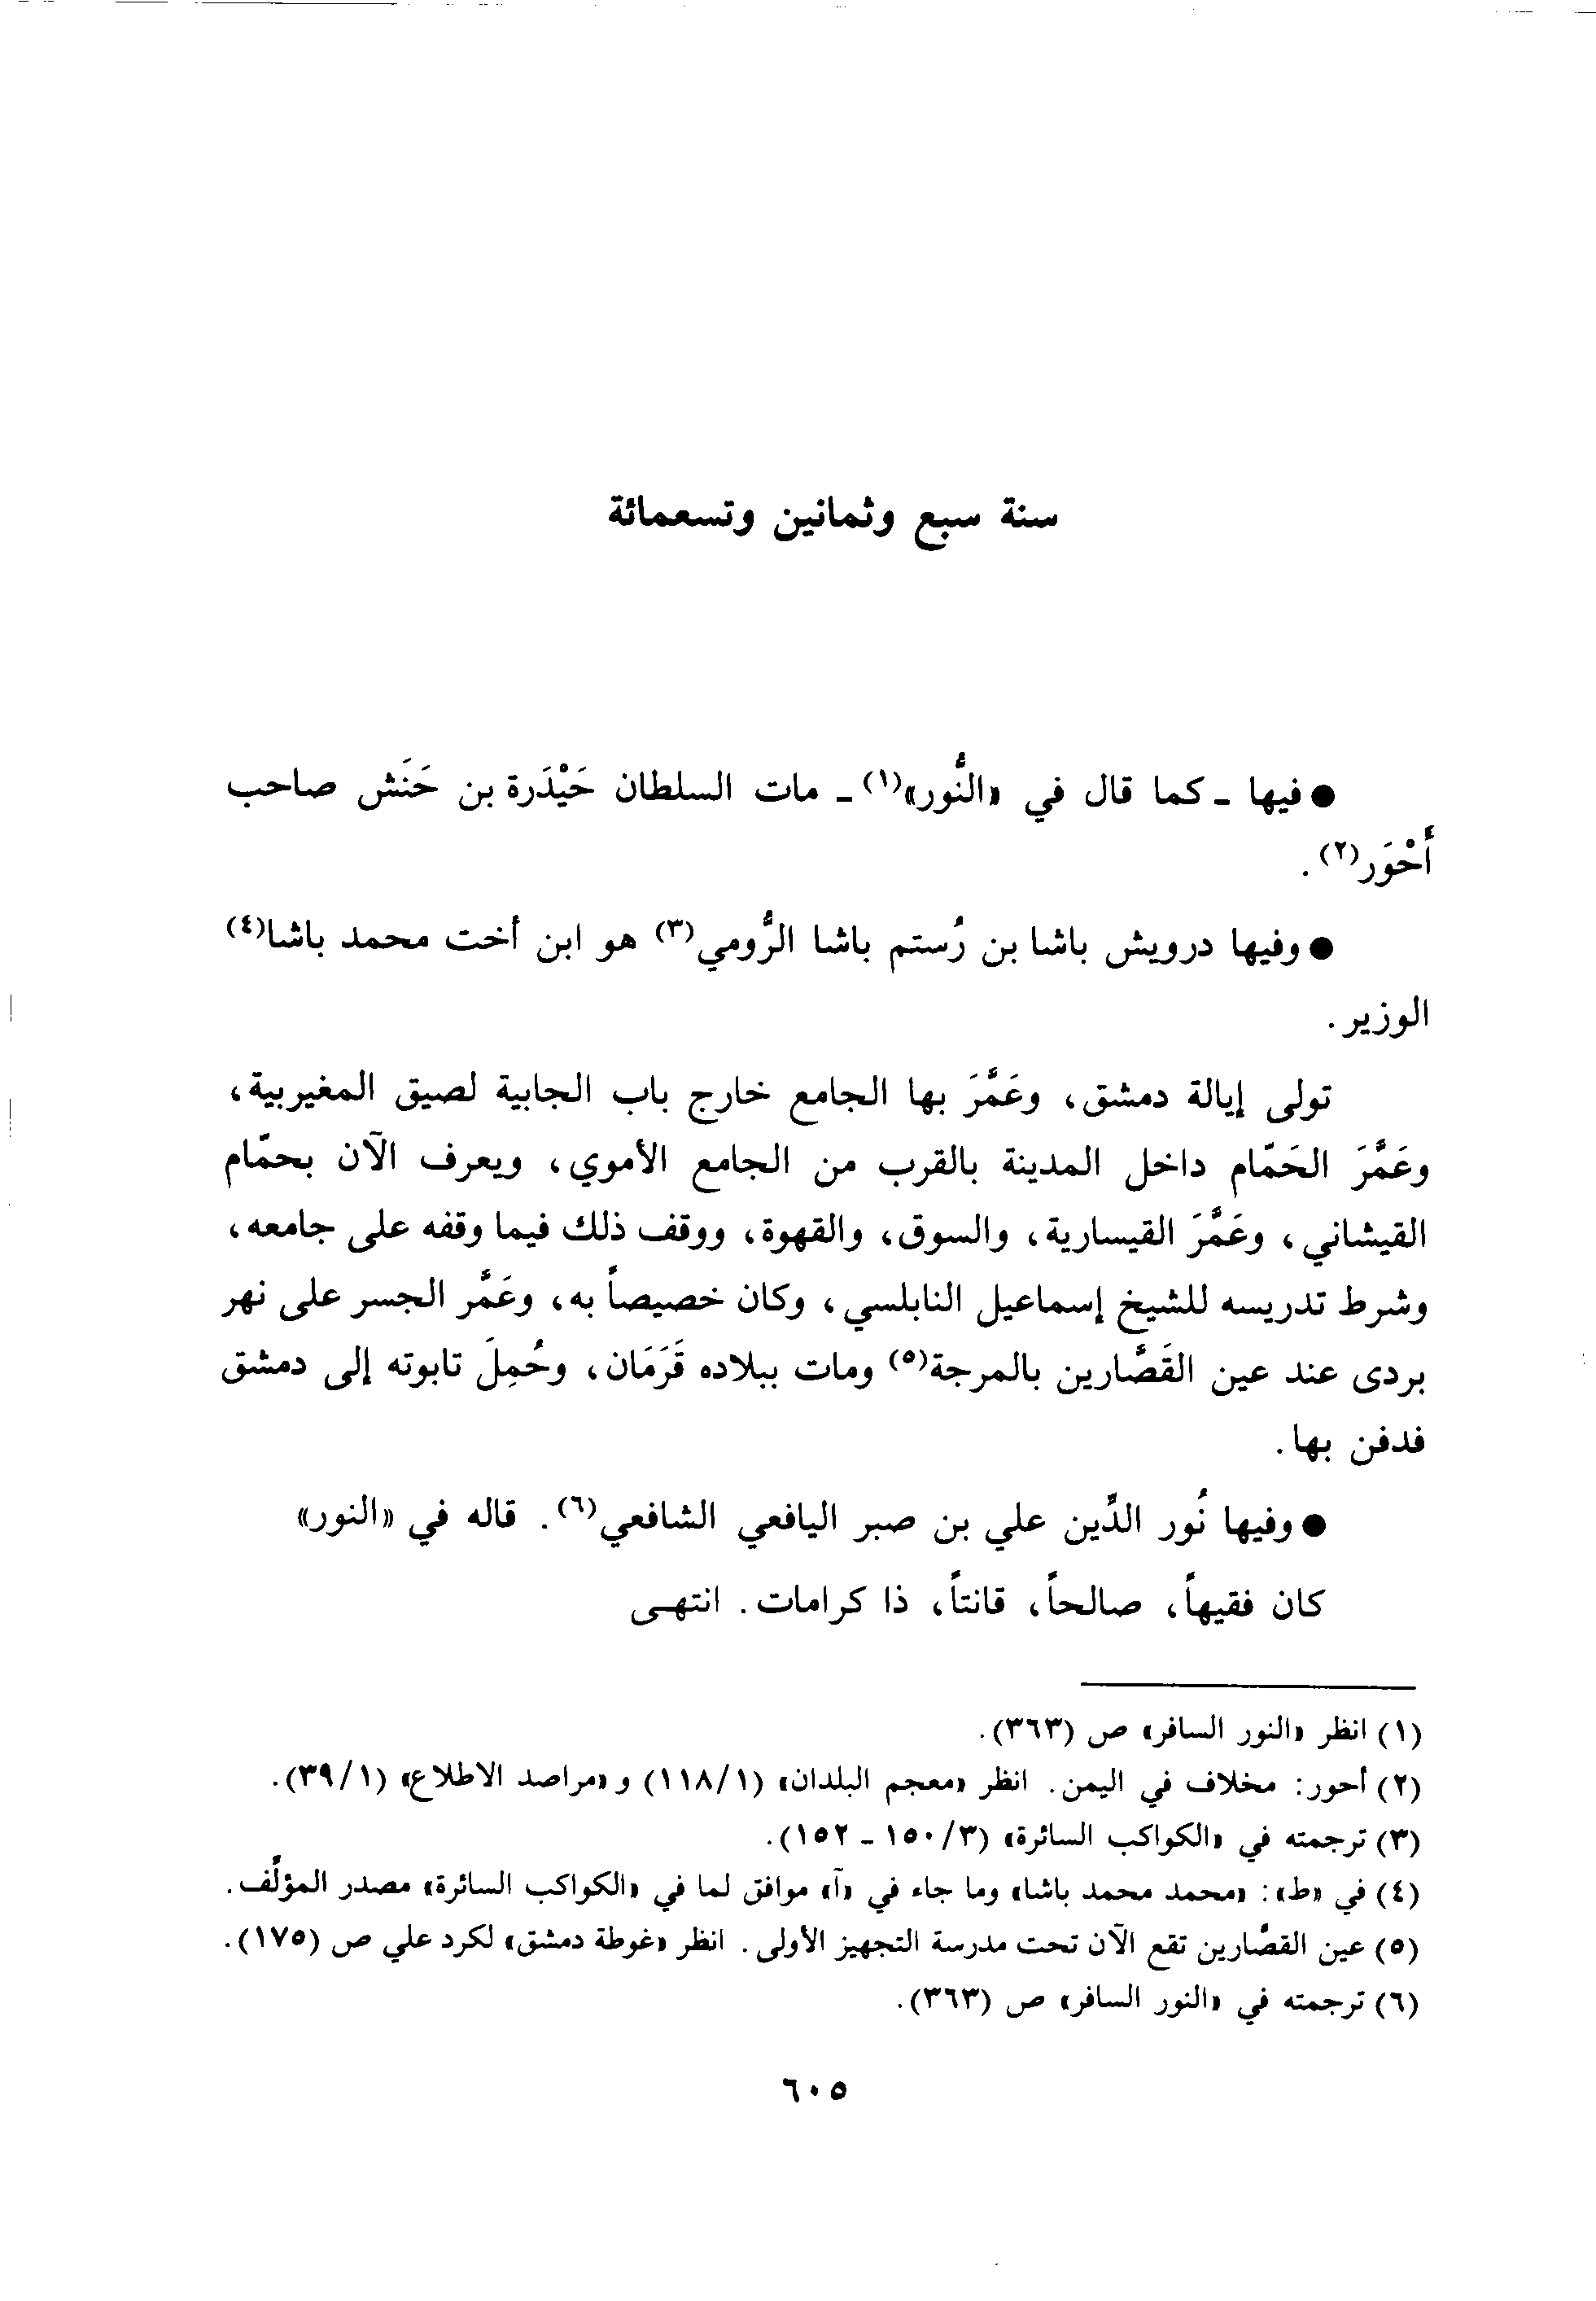 سنة سبع وثمانين وتسعمائة
● فيها ـ كما قال في «النُّور»(١) ـ مات السلطان حَيْدَرة بن حَنَش صاحب
أَحْوَر(٢).
● وفيها درويش باشا بن رُستم باشا الرُّومي(٣) هو ابن أخت محمد باشا(٤)
الوزير.
تولى إيالة دمشق، وعَمَّرَ بها الجامع خارج باب الجابية لصيق المغيربية،
وعَمَّرَ الحَمّام داخل المدينة بالقرب من الجامع الأموي، ويعرف الآن بحمّام
القيشاني، وعَمَّرَ القيسارية، والسوق، والقهوة، ووقف ذلك فيما وقفه على جامعه،
وشرط تدريسه للشيخ إسماعيل النابلسي، وكان خصيصاً به، وعَمَّر الجسر على نهر
بردى عند عين القَصَّارين بالمرجة(٥) ومات ببلاده قَرَمَان، وحُمِلَ تابوته إلى دمشق
فدفن بها.
● وفيها نُور الدِّين علي بن صبر اليافعي الشافعي(٦). قاله في «النور»
كان فقيهاً، صالحاً، قانتاً، ذا كرامات. انتهى
(١) انظر «النور السافر» ص (٣٦٣).
(٢) أحور: مخلاف في اليمن. انظر «معجم البلدان» (١/١١٨) و «مراصد الاطلاع» (١/٣٩).
(٣) ترجمته في «الكواكب السائرة» (٣/١٥٠ ـ ١٥٢).
(٤) في «ط»: «محمد محمد باشا» وما جاء في «آ» موافق لما في «الكواكب السائرة» مصدر المؤلِّف.
(٥) عين القصَّارين تقع الآن تحت مدرسة التجهيز الأولى. انظر «غوطة دمشق» لكرد علي ص (١٧٥).
(٦) ترجمته في «النور السافر» ص (٣٦٣).
٦٠٥